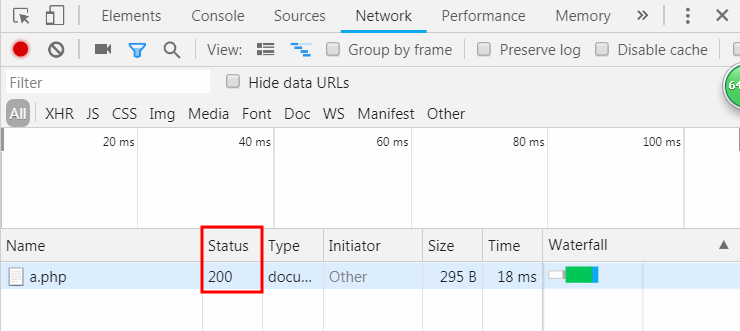 Elements Console Sources Network Performance Memory »
View: Group by frame Preserve log Disable cache
Filter Hide data URLs
All XHR JS CSS Img Media Font Doc WS Manifest Other
20 ms 40 ms 60 ms 80 ms 100 ms
Name Status Type Initiator Size Time Waterfall
a.php 200 docu... Other 295 B 18 ms